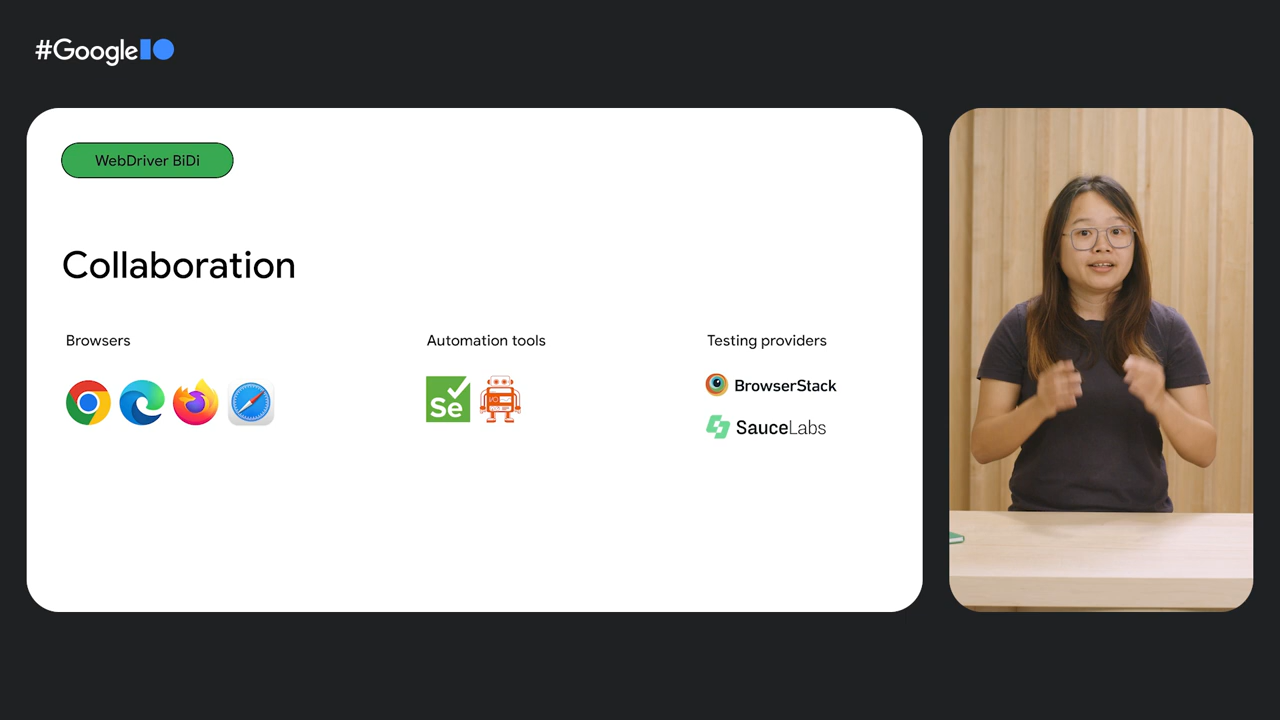 #GoogleIO
WebDriver BiDi
Collaboration
Browsers
Automation tools
Testing providers
Se
I/O
BrowserStack
SauceLabs